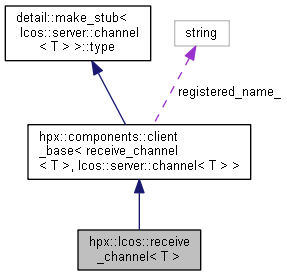 detail::make_stub<
lcos::server::channel
< T > >::type
string
registered_name_
hpx::components::client
_base< receive_channel
< T >, lcos::server::channel< T > >
hpx::lcos::receive
_channel< T >